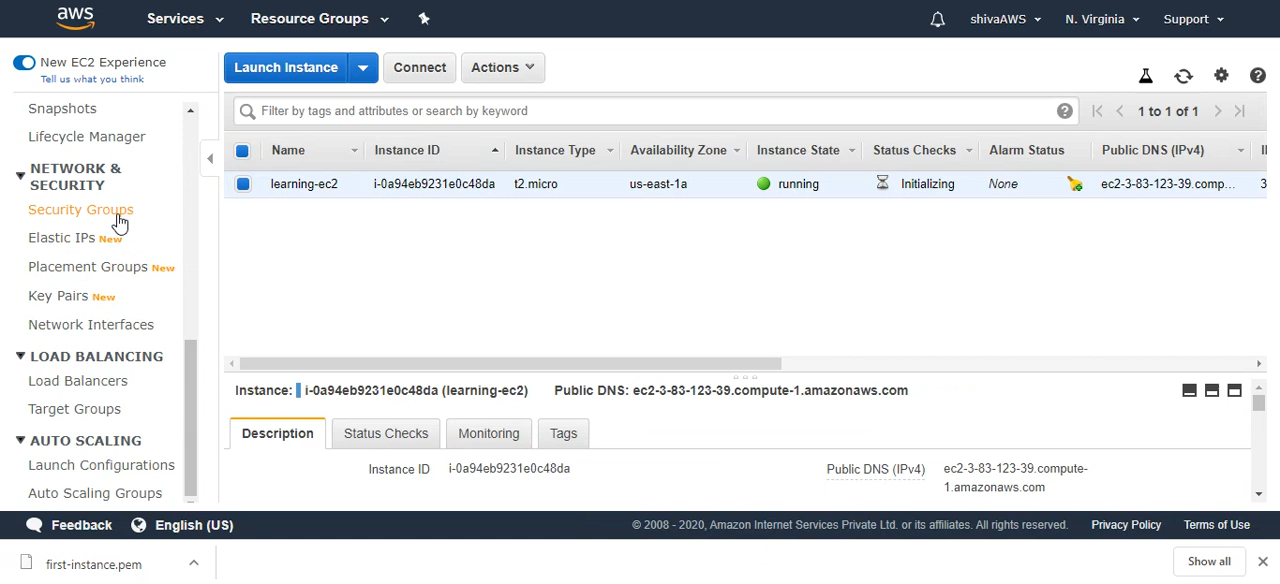 aws Services Resource Groups shivaAWS N. Virginia Support
New EC2 Experience
Tell us what you think
Snapshots
Lifecycle Manager
NETWORK &
SECURITY
Security Groups
Elastic IPs New
Placement Groups New
Key Pairs New
Network Interfaces
LOAD BALANCING
Load Balancers
Target Groups
AUTO SCALING
Launch Configurations
Auto Scaling Groups
Launch Instance Connect Actions
Filter by tags and attributes or search by keyword 1 to 1 of 1
Name Instance ID Instance Type Availability Zone Instance State Status Checks Alarm Status Public DNS (IPv4)
learning-ec2 i-0a94eb9231e0c48da t2.micro us-east-1a running Initializing None ec2-3-83-123-39.comp... 3
Instance: i-0a94eb9231e0c48da (learning-ec2) Public DNS: ec2-3-83-123-39.compute-1.amazonaws.com
Description Status Checks Monitoring Tags
Instance ID i-0a94eb9231e0c48da Public DNS (IPv4) ec2-3-83-123-39.compute-
1.amazonaws.com
Feedback English (US) © 2008 - 2020, Amazon Internet Services Private Ltd. or its affiliates. All rights reserved. Privacy Policy Terms of Use
first-instance.pem Show all